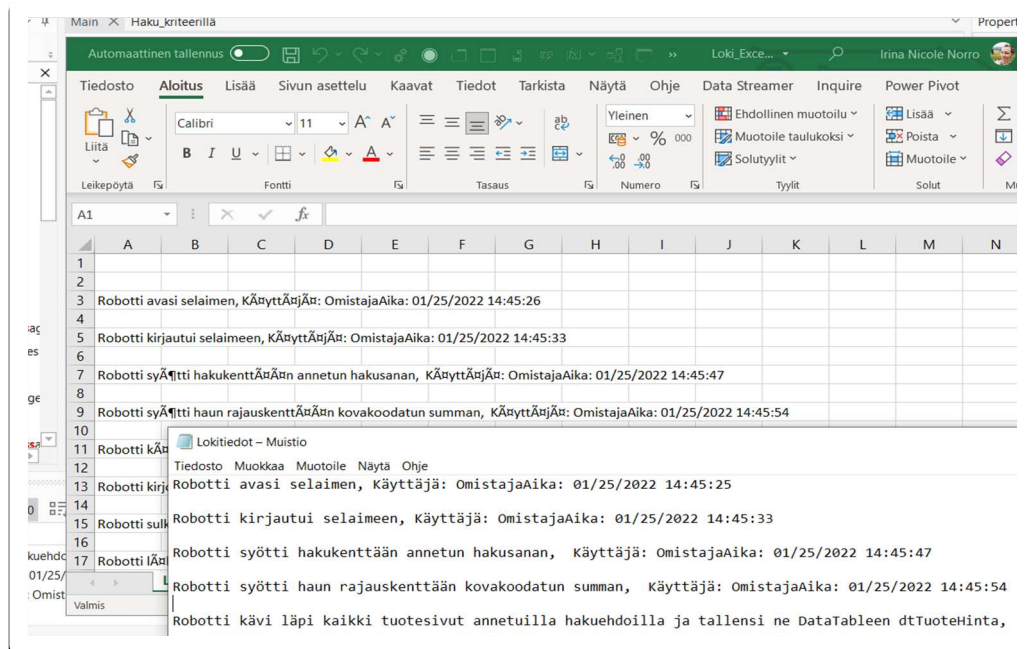 Main Haku_kriteerillä Propert
Automaattinen tallennus Loki_Exce... Irina Nicole Norro
Tiedosto Aloitus Lisää Sivun asettelu Kaavat Tiedot Tarkista Näytä Ohje Data Streamer Inquire Power Pivot
Liitä Calibri 11 Yleinen Ehdollinen muotoilu Lisää
B I U % 000 Muotoile taulukoksi Poista
Solutyylit Muotoile
Leikepöytä Fontti Tasaus Numero Tyylit Solut
A1 fx
A B C D E F G H I J K L M N
1
2
3 Robotti avasi selaimen, KÃ¤yttÃ¤jÃ¤: OmistajaAika: 01/25/2022 14:45:26
4
5 Robotti kirjautui selaimeen, KÃ¤yttÃ¤jÃ¤: OmistajaAika: 01/25/2022 14:45:33
6
7 Robotti syÃ¶tti hakukenttÃ¤Ã¤n annetun hakusanan, KÃ¤yttÃ¤jÃ¤: OmistajaAika: 01/25/2022 14:45:47
8
9 Robotti syÃ¶tti haun rajauskenttÃ¤Ã¤n kovakoodatun summan, KÃ¤yttÃ¤jÃ¤: OmistajaAika: 01/25/2022 14:45:54
10
11 Robotti kÃ¤
12
13 Robotti kirj
14
15 Robotti sulk
16
17 Robotti lÃ¤
Valmis
kuehdo
01/25/
: Omist
Lokitiedot – Muistio
Tiedosto Muokkaa Muotoile Näytä Ohje
Robotti avasi selaimen, Käyttäjä: OmistajaAika: 01/25/2022 14:45:25
Robotti kirjautui selaimeen, Käyttäjä: OmistajaAika: 01/25/2022 14:45:33
Robotti syötti hakukenttään annetun hakusanan, Käyttäjä: OmistajaAika: 01/25/2022 14:45:47
Robotti syötti haun rajauskenttään kovakoodatun summan, Käyttäjä: OmistajaAika: 01/25/2022 14:45:54
Robotti kävi läpi kaikki tuotesivut annetuilla hakuehdoilla ja tallensi ne DataTableen dtTuoteHinta,